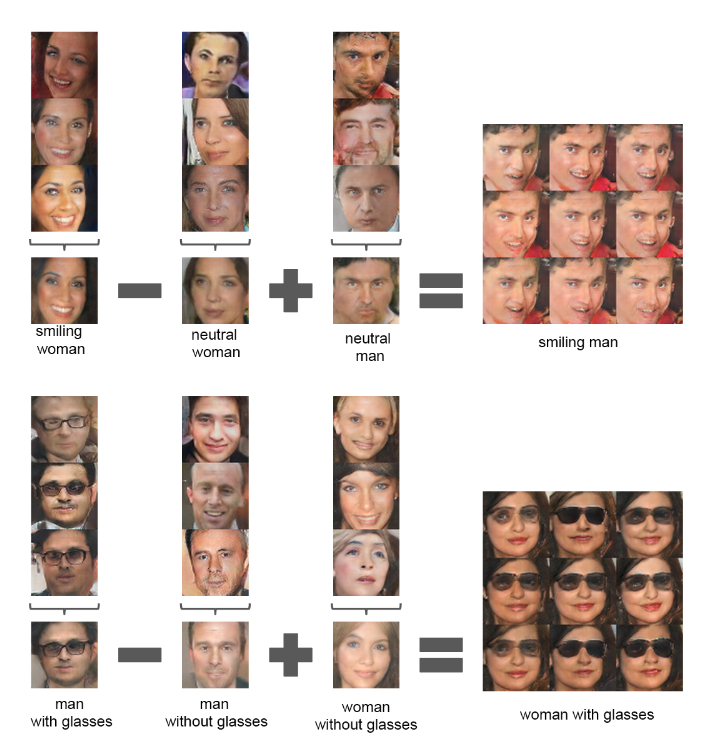 smiling
woman
neutral
woman
neutral
man
smiling man
man
with glasses
man
without glasses
woman
without glasses
woman with glasses